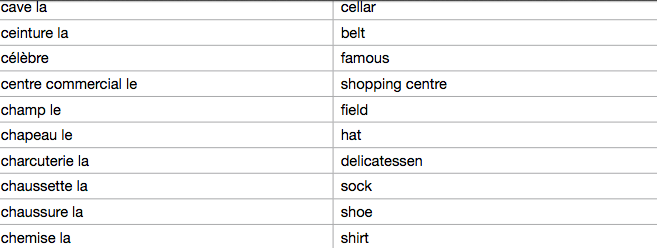 cave la cellar
ceinture la belt
célèbre famous
centre commercial le shopping centre
champ le field
chapeau le hat
charcuterie la delicatessen
chaussette la sock
chaussure la shoe
chemise la shirt